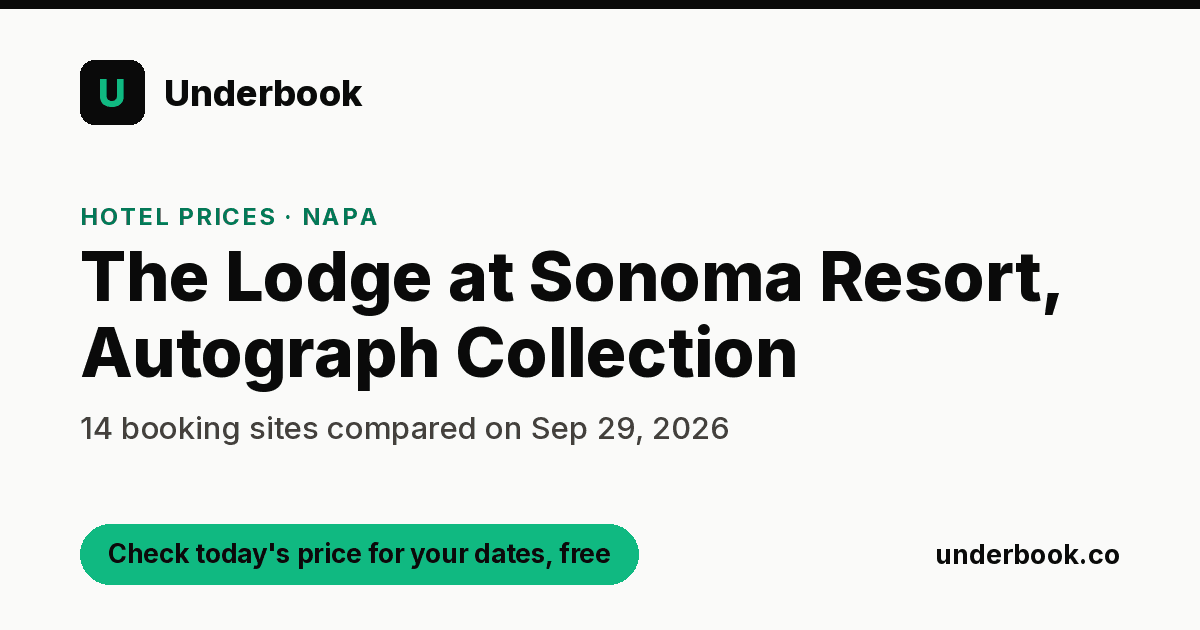 U Underbook
HOTEL PRICES · NAPA
The Lodge at Sonoma Resort,
Autograph Collection
14 booking sites compared on Sep 29, 2026
Check today's price for your dates, free
underbook.co